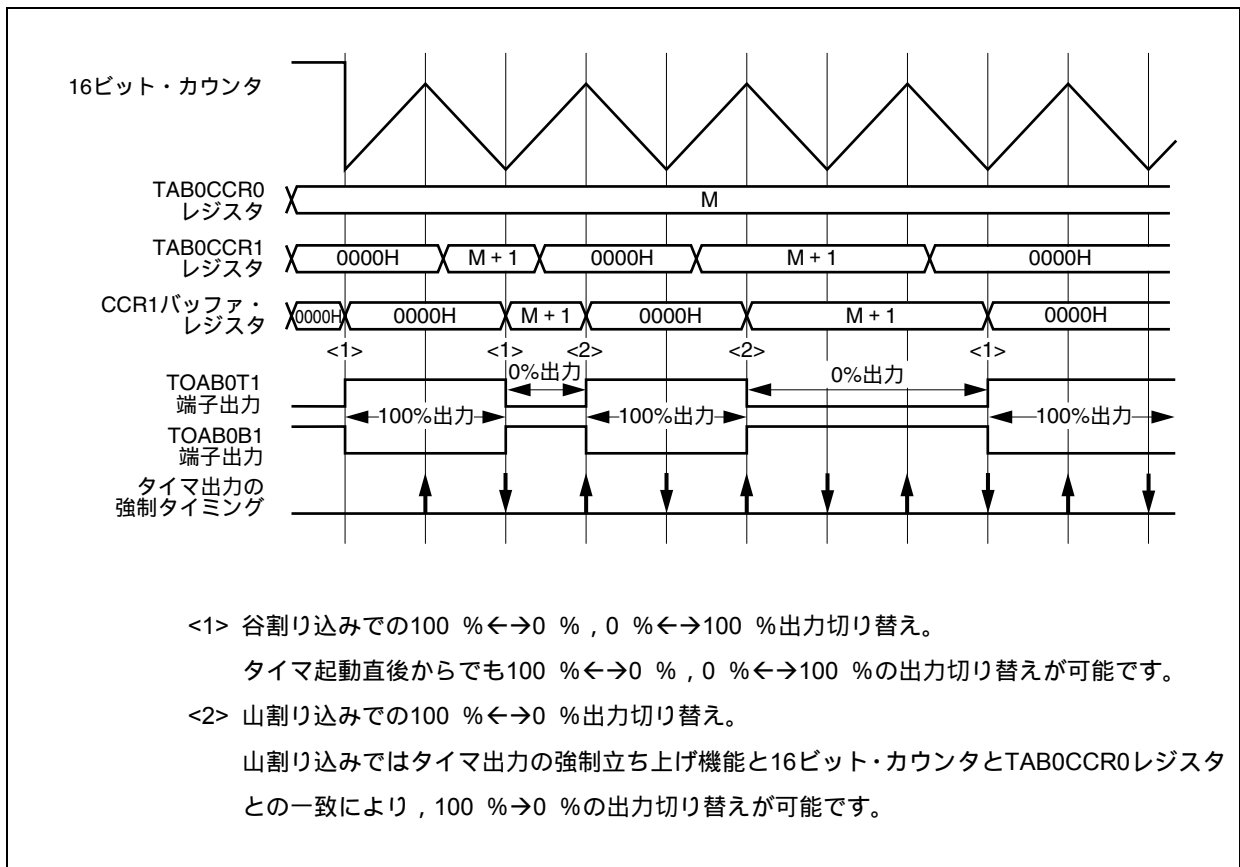 16ビット・カウンタ
TAB0CCR0
レジスタ
M
TAB0CCR1
レジスタ
0000H
M + 1
0000H
M + 1
0000H
CCR1バッファ・
レジスタ
0000H
0000H
M + 1
0000H
M + 1
0000H
<1>
<1>
<2>
<2>
<1>
TOAB0T1
端子出力
0%出力
0%出力
100%出力
100%出力
100%出力
TOAB0B1
端子出力
タイマ出力の
強制タイミング
<1> 谷割り込みでの100 %←→0 %，0 %←→100 %出力切り替え。
タイマ起動直後からでも100 %←→0 %，0 %←→100 %の出力切り替えが可能です。
<2> 山割り込みでの100 %←→0 %出力切り替え。
山割り込みではタイマ出力の強制立ち上げ機能と16ビット・カウンタとTAB0CCR0レジスタ
との一致により，100 %→0 %の出力切り替えが可能です。